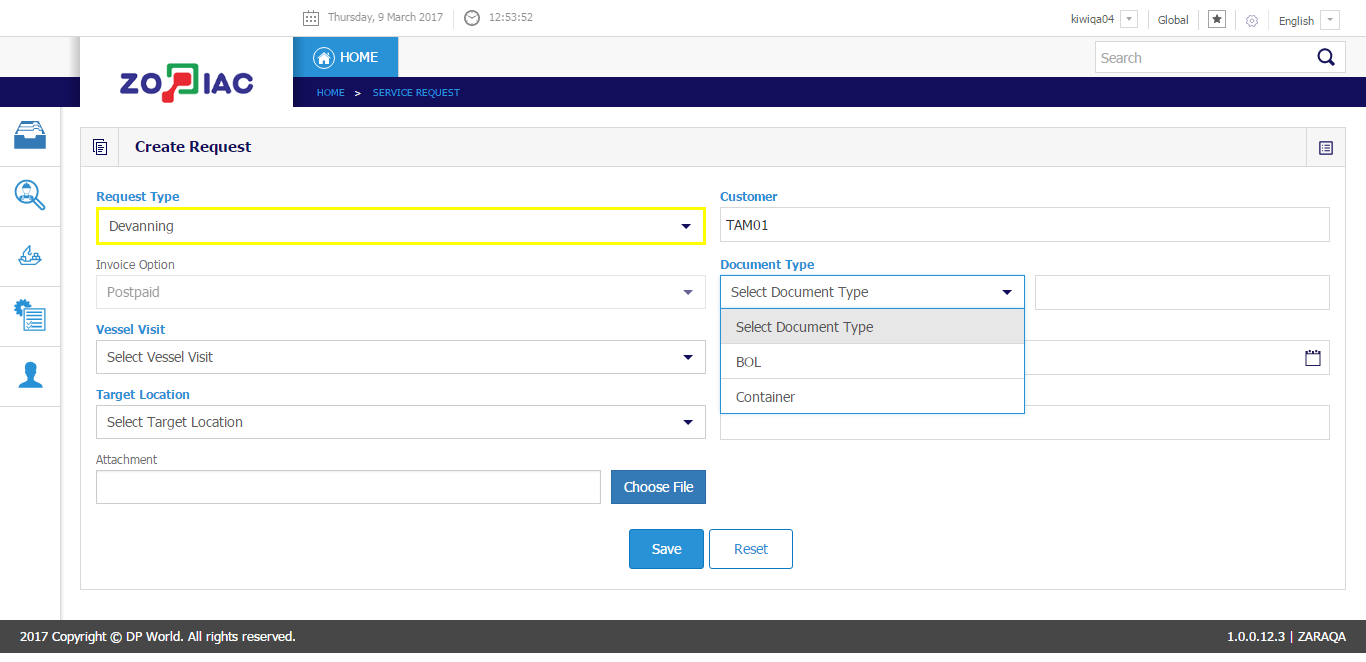 Thursday, 9 March 2017 12:53:52 kiwiqa04 Global English
ZODIAC HOME Search
HOME > SERVICE REQUEST
Create Request
Request Type Customer
Devanning TAM01
Invoice Option Document Type
Postpaid Select Document Type
Select Document Type
Vessel Visit
Select Vessel Visit BOL
Target Location Container
Select Target Location
Attachment
Choose File
Save Reset
2017 Copyright © DP World. All rights reserved. 1.0.0.12.3 | ZARAQA